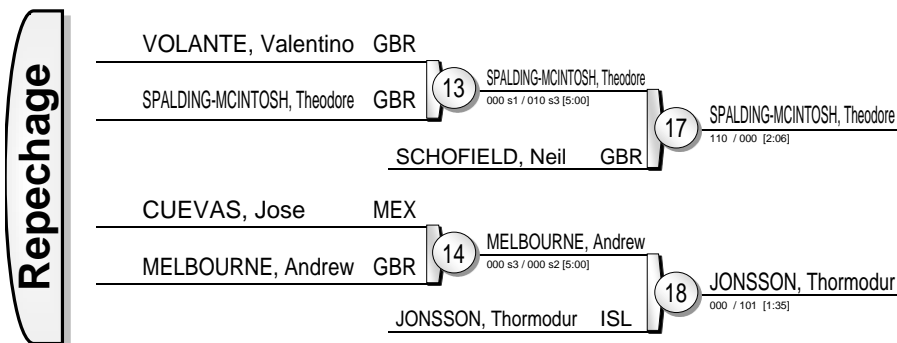 Repechage
VOLANTE, Valentino GBR
SPALDING-MCINTOSH, Theodore GBR
13
SPALDING-MCINTOSH, Theodore
000 s1 / 010 s3 [5:00]
SCHOFIELD, Neil GBR
17
SPALDING-MCINTOSH, Theodore
110 / 000 [2:06]
CUEVAS, Jose MEX
MELBOURNE, Andrew GBR
14
MELBOURNE, Andrew
000 s3 / 000 s2 [5:00]
JONSSON, Thormodur ISL
18
JONSSON, Thormodur
000 / 101 [1:35]